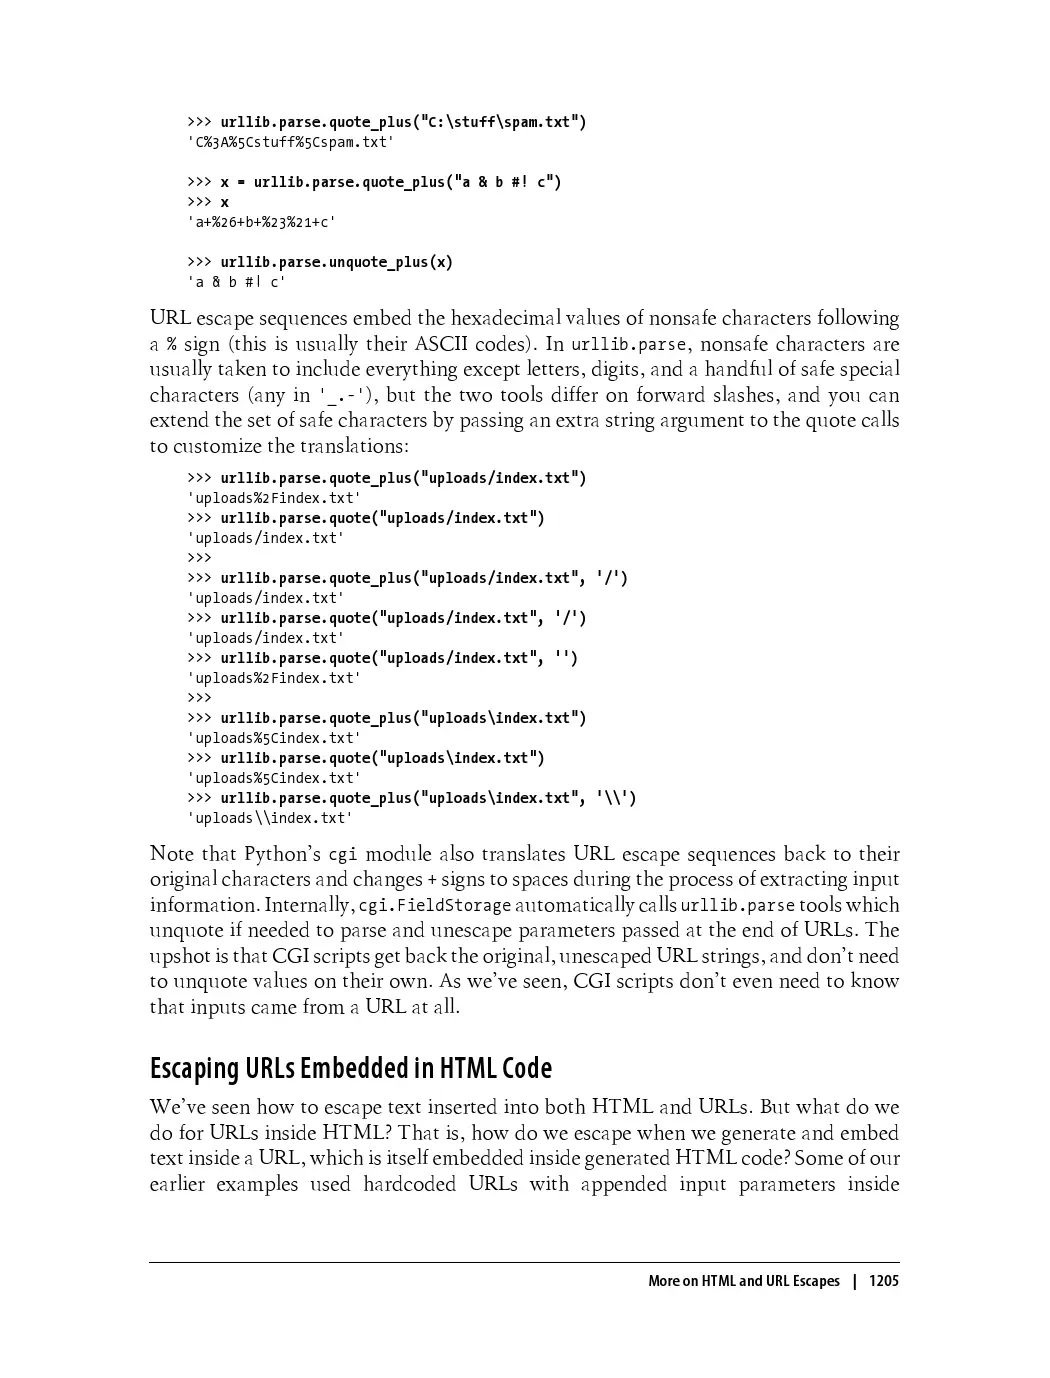 >>> urllib.parse.quote_plus("C:\stuff\spam.txt")
'C%3A%5Cstuff%5Cspam.txt'
>>> x = urllib.parse.quote_plus("a & b #! c")
>>> x
'a+%26+b+%23%21+c'
>>> urllib.parse.unquote_plus(x)
'a & b #! c'
URL escape sequences embed the hexadecimal values of nonsafe characters following
a % sign (this is usually their ASCII codes). In urllib.parse, nonsafe characters are
usually taken to include everything except letters, digits, and a handful of safe special
characters (any in '_.-'), but the two tools differ on forward slashes, and you can
extend the set of safe characters by passing an extra string argument to the quote calls
to customize the translations:
>>> urllib.parse.quote_plus("uploads/index.txt")
'uploads%2Findex.txt'
>>> urllib.parse.quote("uploads/index.txt")
'uploads/index.txt'
>>>
>>> urllib.parse.quote_plus("uploads/index.txt", '/')
'uploads/index.txt'
>>> urllib.parse.quote("uploads/index.txt", '/')
'uploads/index.txt'
>>> urllib.parse.quote("uploads/index.txt", '')
'uploads%2Findex.txt'
>>>
>>> urllib.parse.quote_plus("uploads\index.txt")
'uploads%5Cindex.txt'
>>> urllib.parse.quote("uploads\index.txt")
'uploads%5Cindex.txt'
>>> urllib.parse.quote_plus("uploads\index.txt", '\\')
'uploads\\index.txt'
Note that Python's cgi module also translates URL escape sequences back to their
original characters and changes + signs to spaces during the process of extracting input
information. Internally, cgi.FieldStorage automatically calls urllib.parse tools which
unquote if needed to parse and unescape parameters passed at the end of URLs. The
upshot is that CGI scripts get back the original, unescaped URL strings, and don't need
to unquote values on their own. As we've seen, CGI scripts don't even need to know
that inputs came from a URL at all.
Escaping URLs Embedded in HTML Code
We've seen how to escape text inserted into both HTML and URLs. But what do we
do for URLs inside HTML? That is, how do we escape when we generate and embed
text inside a URL, which is itself embedded inside generated HTML code? Some of our
earlier examples used hardcoded URLs with appended input parameters inside
More on HTML and URL Escapes | 1205